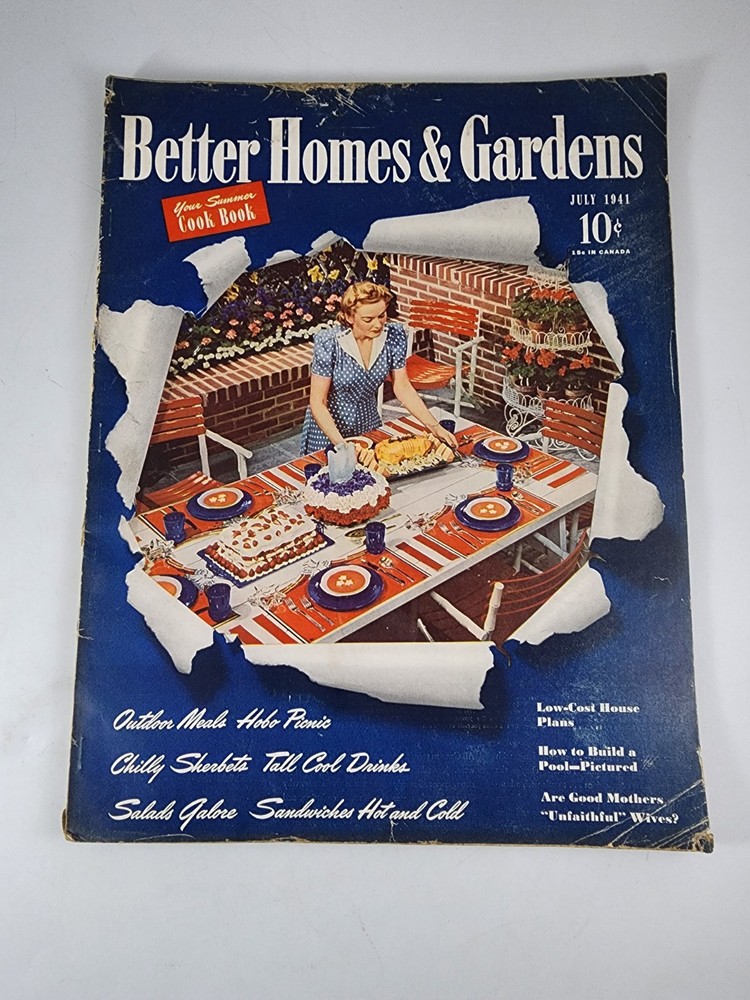 Better Homes & Gardens
Your Summer
Cook Book
JULY 1941
10¢
15¢ IN CANADA
Outdoor Meals Hobo Picnic
Chilly Sherbets Tall Cool Drinks
Salads Galore Sandwiches Hot and Cold
Low-Cost House
Plans
How to Build a
Pool—Pictured
Are Good Mothers
"Unfaithful" Wives?